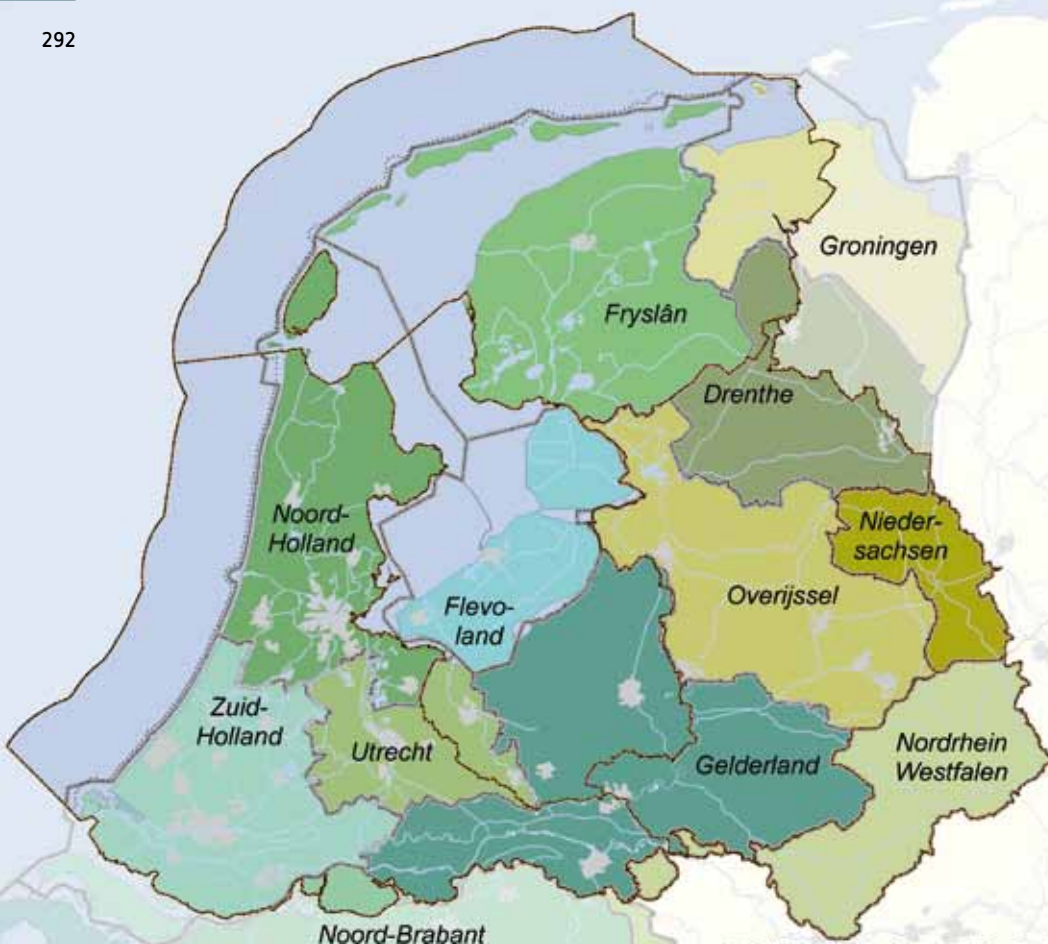 292
Groningen
Fryslân
Drenthe
Noord-
Holland
Nieder-
sachsen
Flevo-
land
Overijssel
Zuid-
Holland
Utrecht
Gelderland
Nordrhein
Westfalen
Noord-Brabant